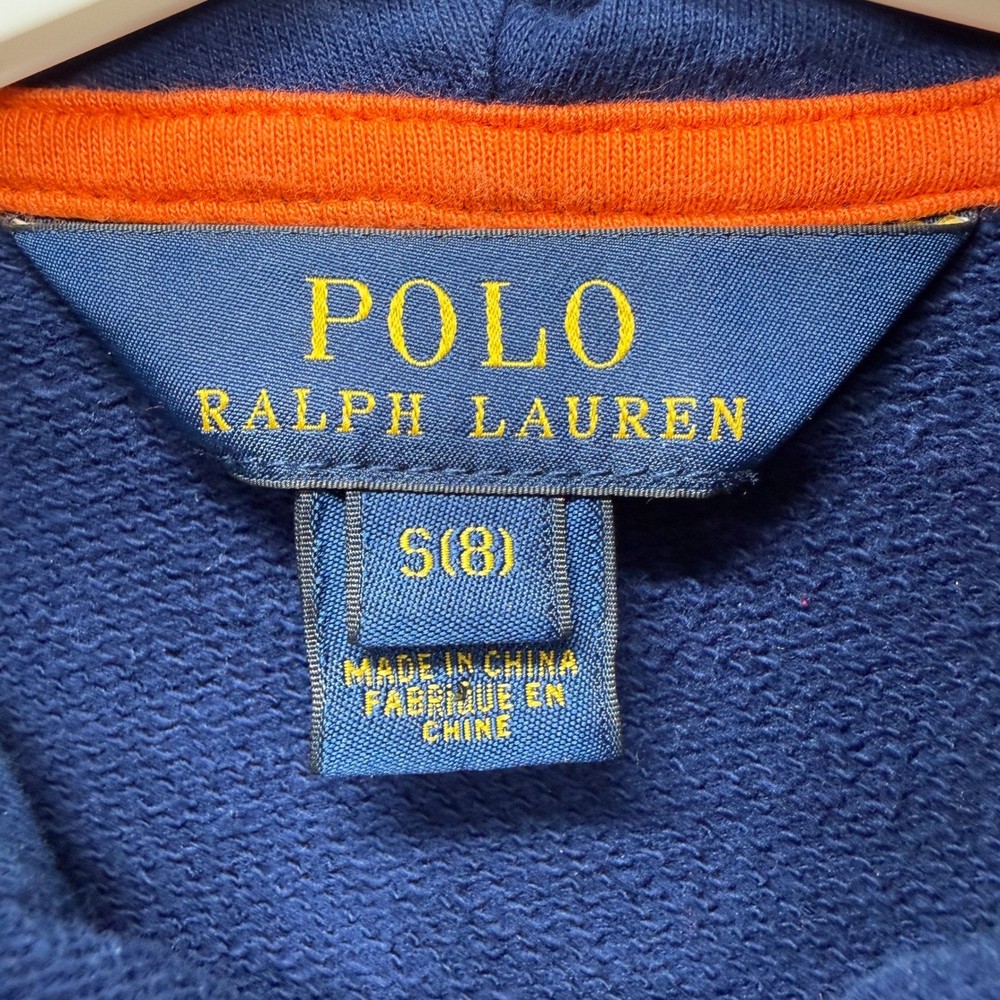 POLO
RALPH LAUREN
S(8)
MADE IN CHINA
FABRIQUE EN
CHINE